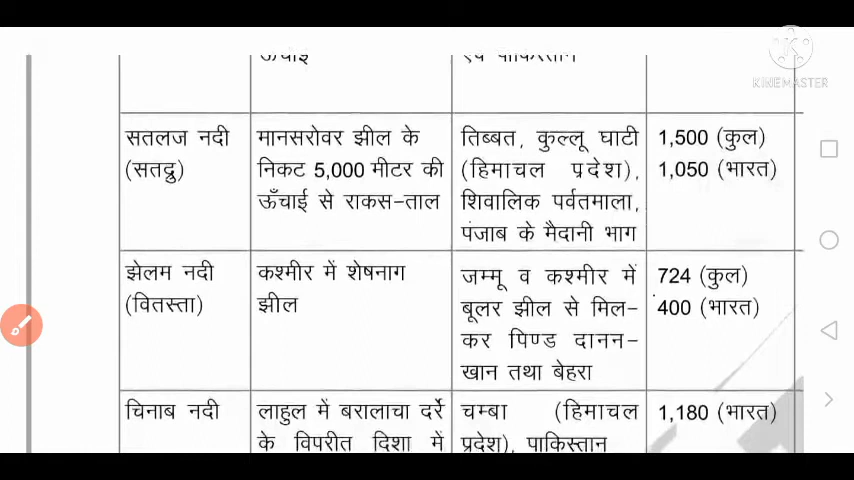 ऊँचाई
एवं पाकिस्तान
KINEMASTER
सतलज नदी
(सतद्रु)
मानसरोवर झील के
निकट 5,000 मीटर की
ऊँचाई से राकस-ताल
तिब्बत, कुल्लू घाटी
(हिमाचल प्रदेश),
शिवालिक पर्वतमाला,
पंजाब के मैदानी भाग
1,500 (कुल)
1,050 (भारत)
झेलम नदी
(वितस्ता)
कश्मीर में शेषनाग
झील
जम्मू व कश्मीर में
बूलर झील से मिल-
कर पिण्ड दानन-
खान तथा बेहरा
724 (कुल)
400 (भारत)
चिनाब नदी
लाहुल में बरालाचा दर्रे
के विपरीत दिशा में
चम्बा (हिमाचल
प्रदेश), पाकिस्तान
1,180 (भारत)